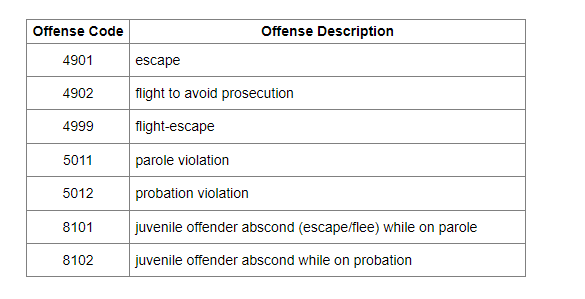 Offense Code Offense Description
4901 escape
4902 flight to avoid prosecution
4999 flight-escape
5011 parole violation
5012 probation violation
8101 juvenile offender abscond (escape/flee) while on parole
8102 juvenile offender abscond while on probation